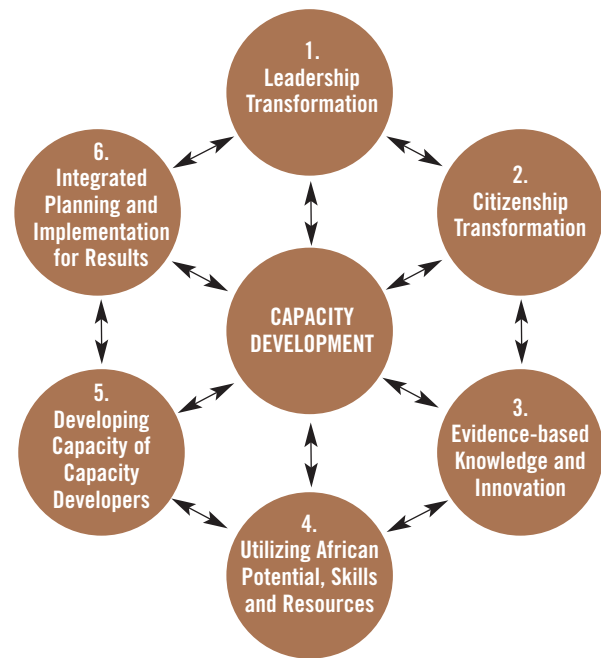 1.
Leadership
Transformation
2.
Citizenship
Transformation
3.
Evidence-based
Knowledge and
Innovation
4.
Utilizing African
Potential, Skills
and Resources
5.
Developing
Capacity of
Capacity
Developers
6.
Integrated
Planning and
Implementation
for Results
CAPACITY
DEVELOPMENT